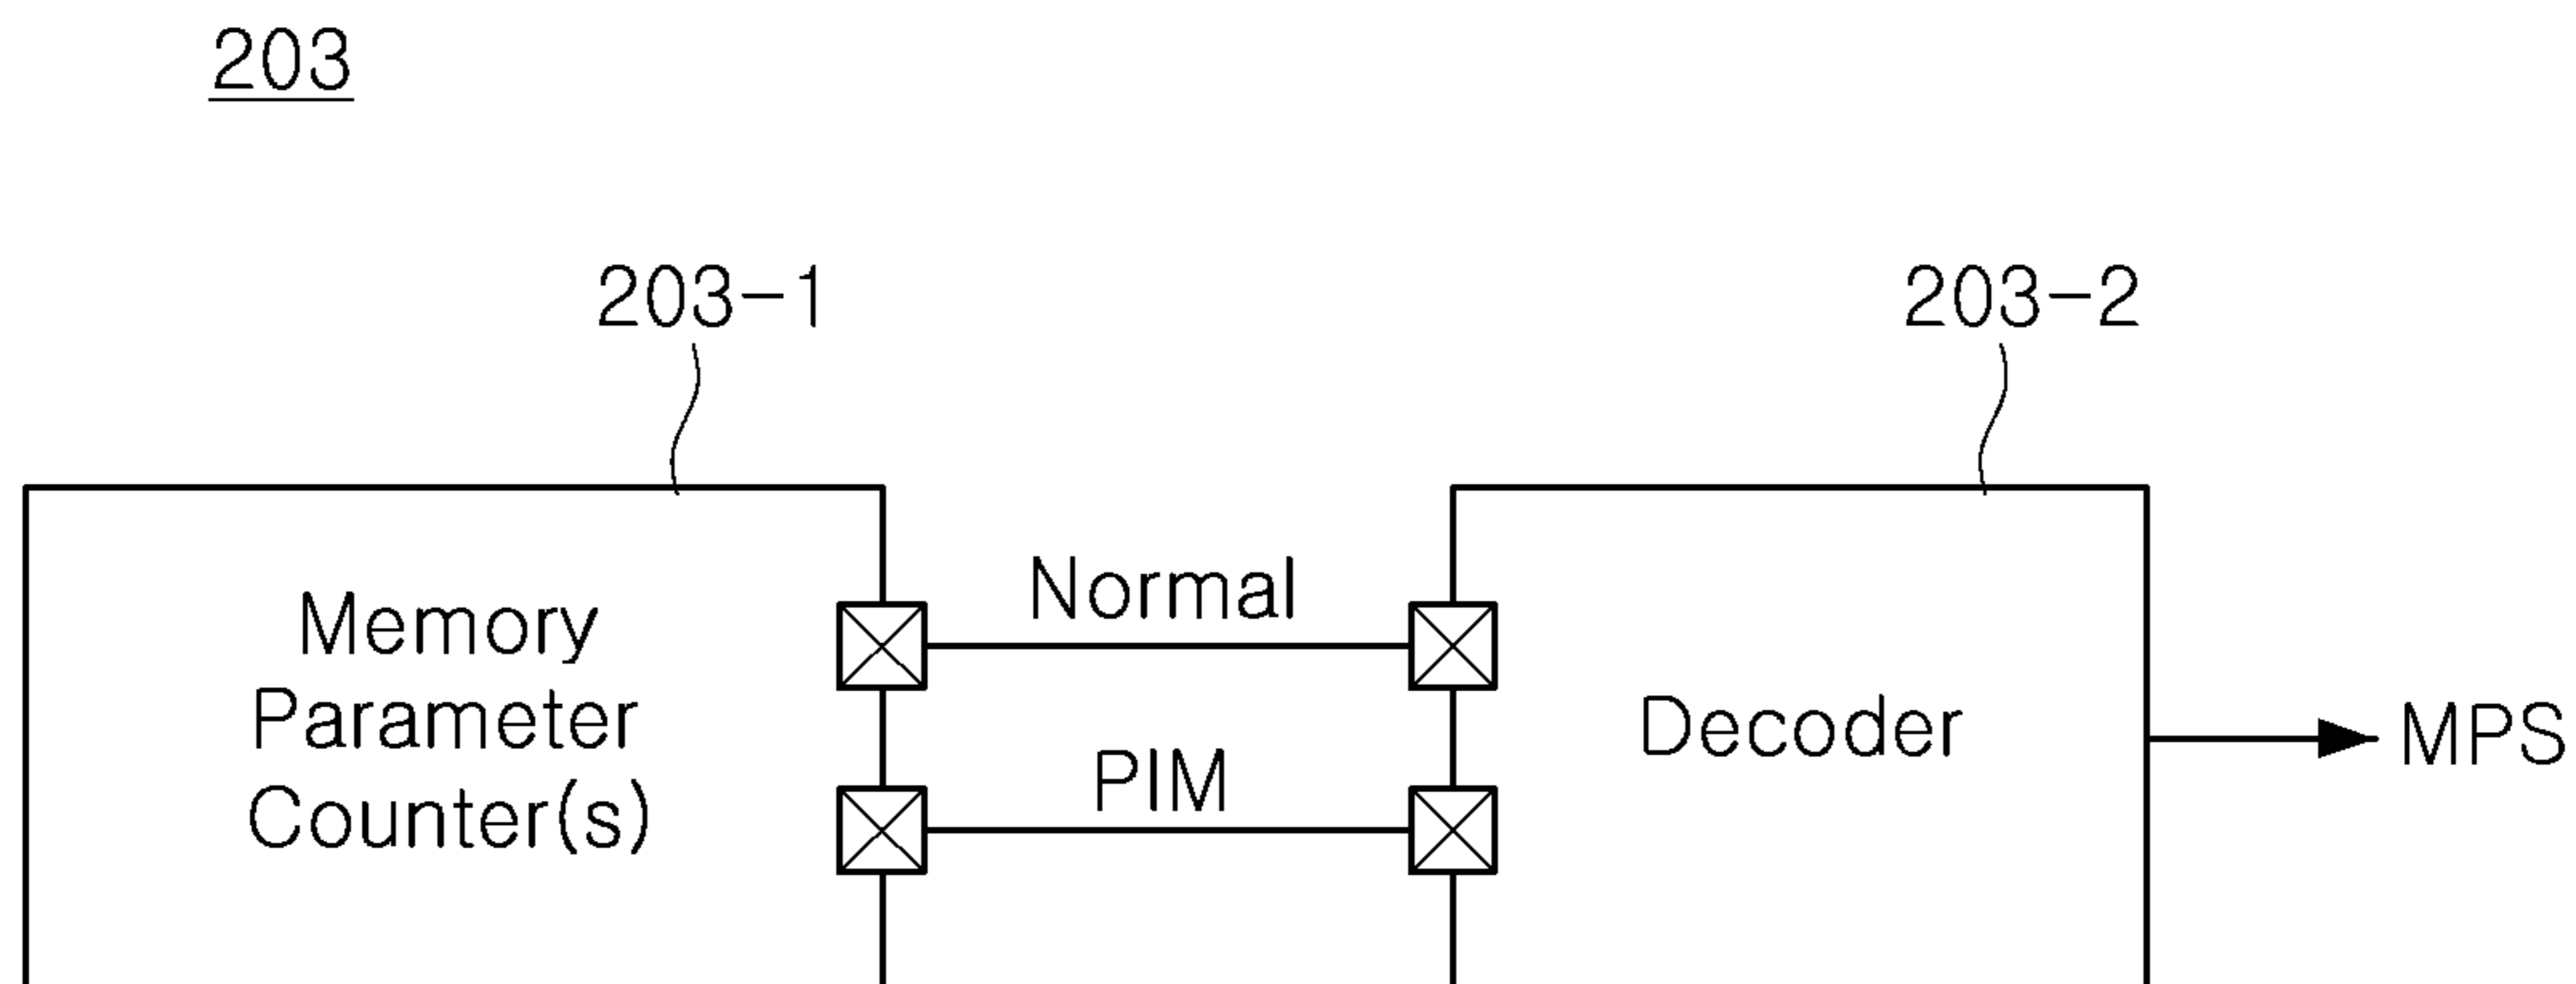 203
203-1
203-2
Memory
Parameter
Counter(s)
Normal
PIM
Decoder
MPS